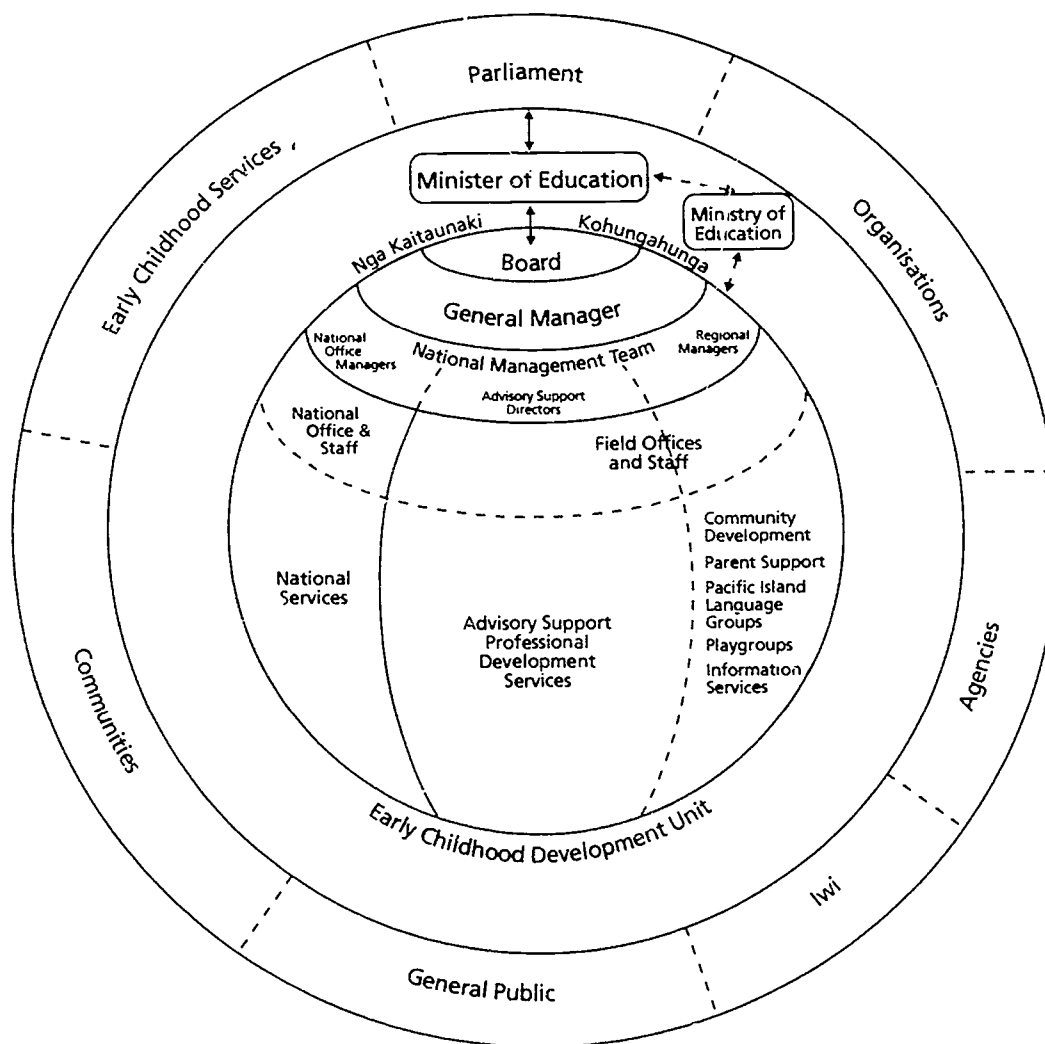 Parliament
Early Childhood Services
Organisations
Minister of Education
Ministry of
Education
Nga Kaitaunaki
Kohungahunga
Board
General Manager
National
Office
Managers
National Management Team
Regional
Managers
Advisory Support
Directors
National
Office &
Staff
Field Offices
and Staff
Community
Development
Parent Support
Pacific Island
Language
Groups
Playgroups
Information
Services
National
Services
Advisory Support
Professional
Development
Services
Communities
Agencies
Early Childhood Development Unit
Iwi
General Public